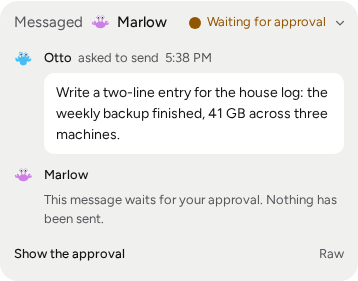 Messaged Marlow Waiting for approval
Otto asked to send 5:38 PM
Write a two-line entry for the house log: the
weekly backup finished, 41 GB across three
machines.
Marlow
This message waits for your approval. Nothing has
been sent.
Show the approval Raw